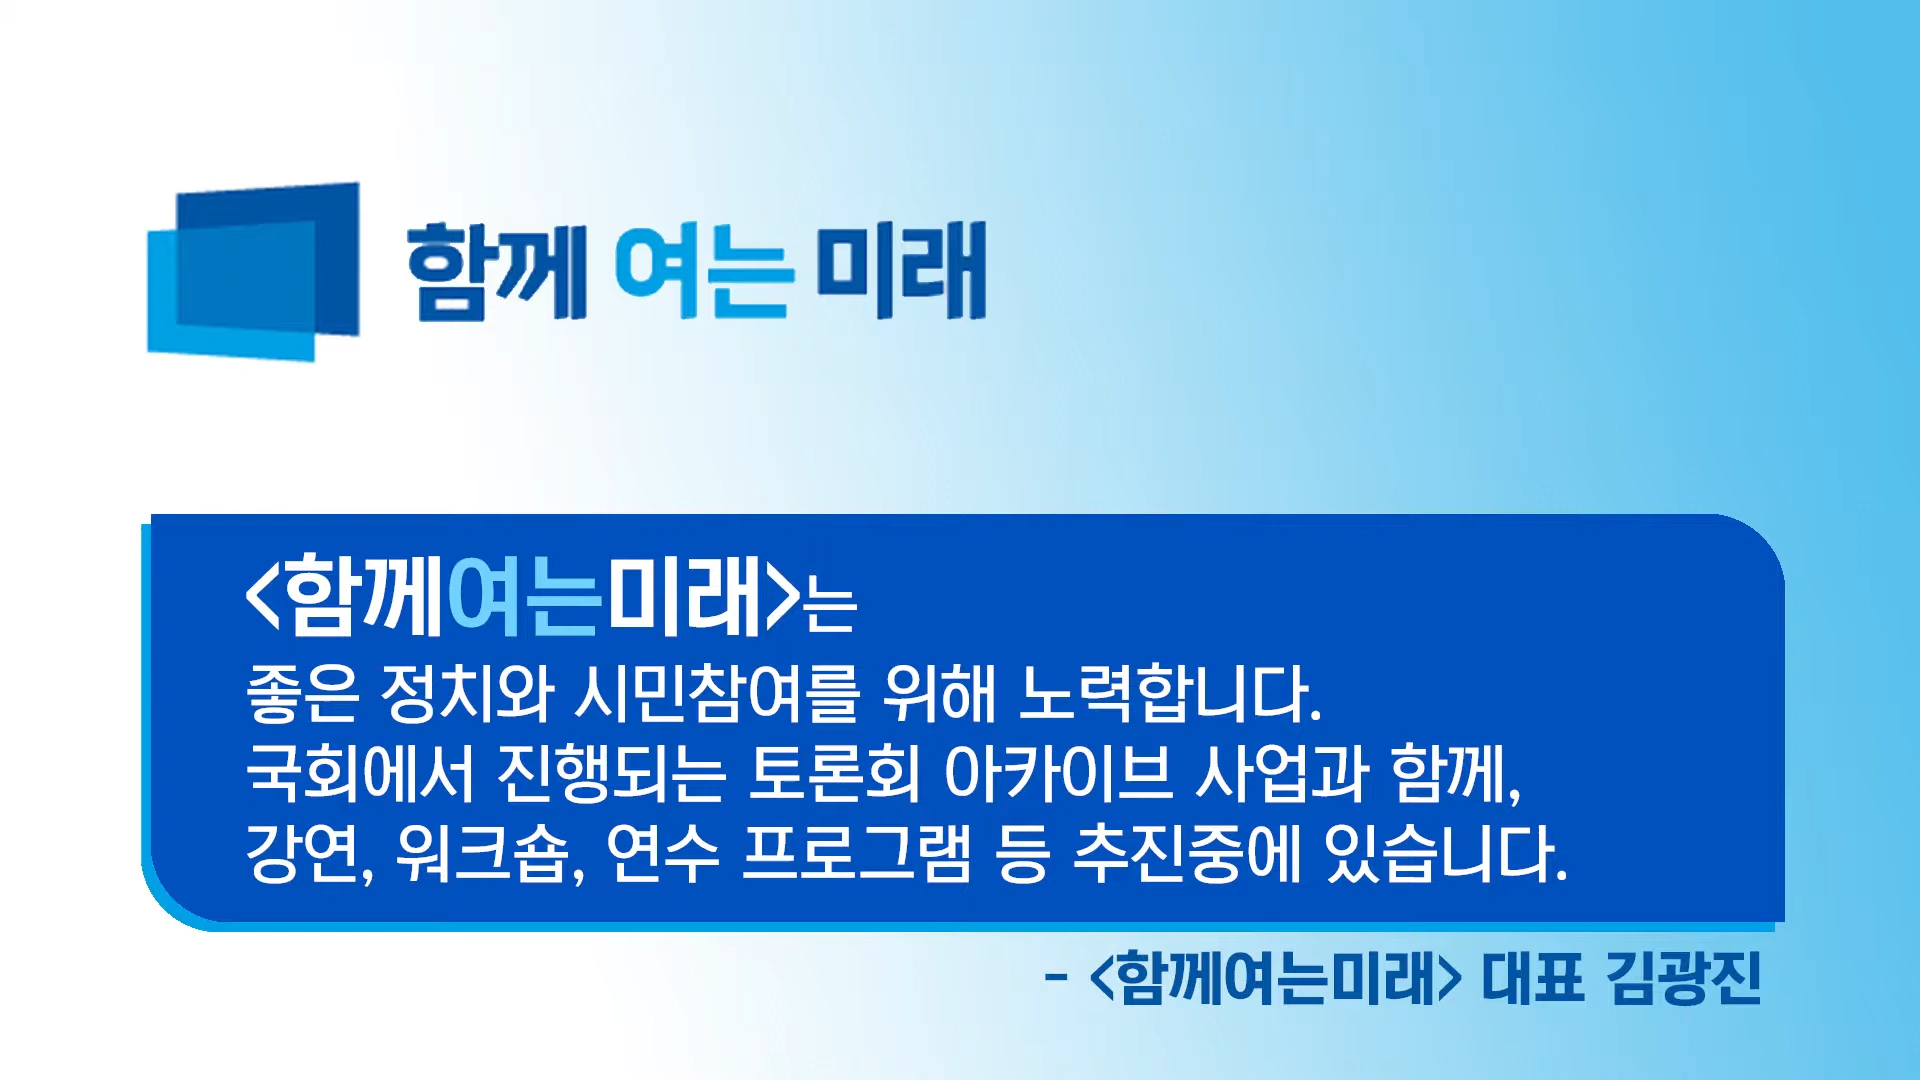 함께 여는 미래
<함께여는미래>는
좋은 정치와 시민참여를 위해 노력합니다.
국회에서 진행되는 토론회 아카이브 사업과 함께,
강연, 워크숍, 연수 프로그램 등 추진중에 있습니다.
- <함께여는미래> 대표 김광진